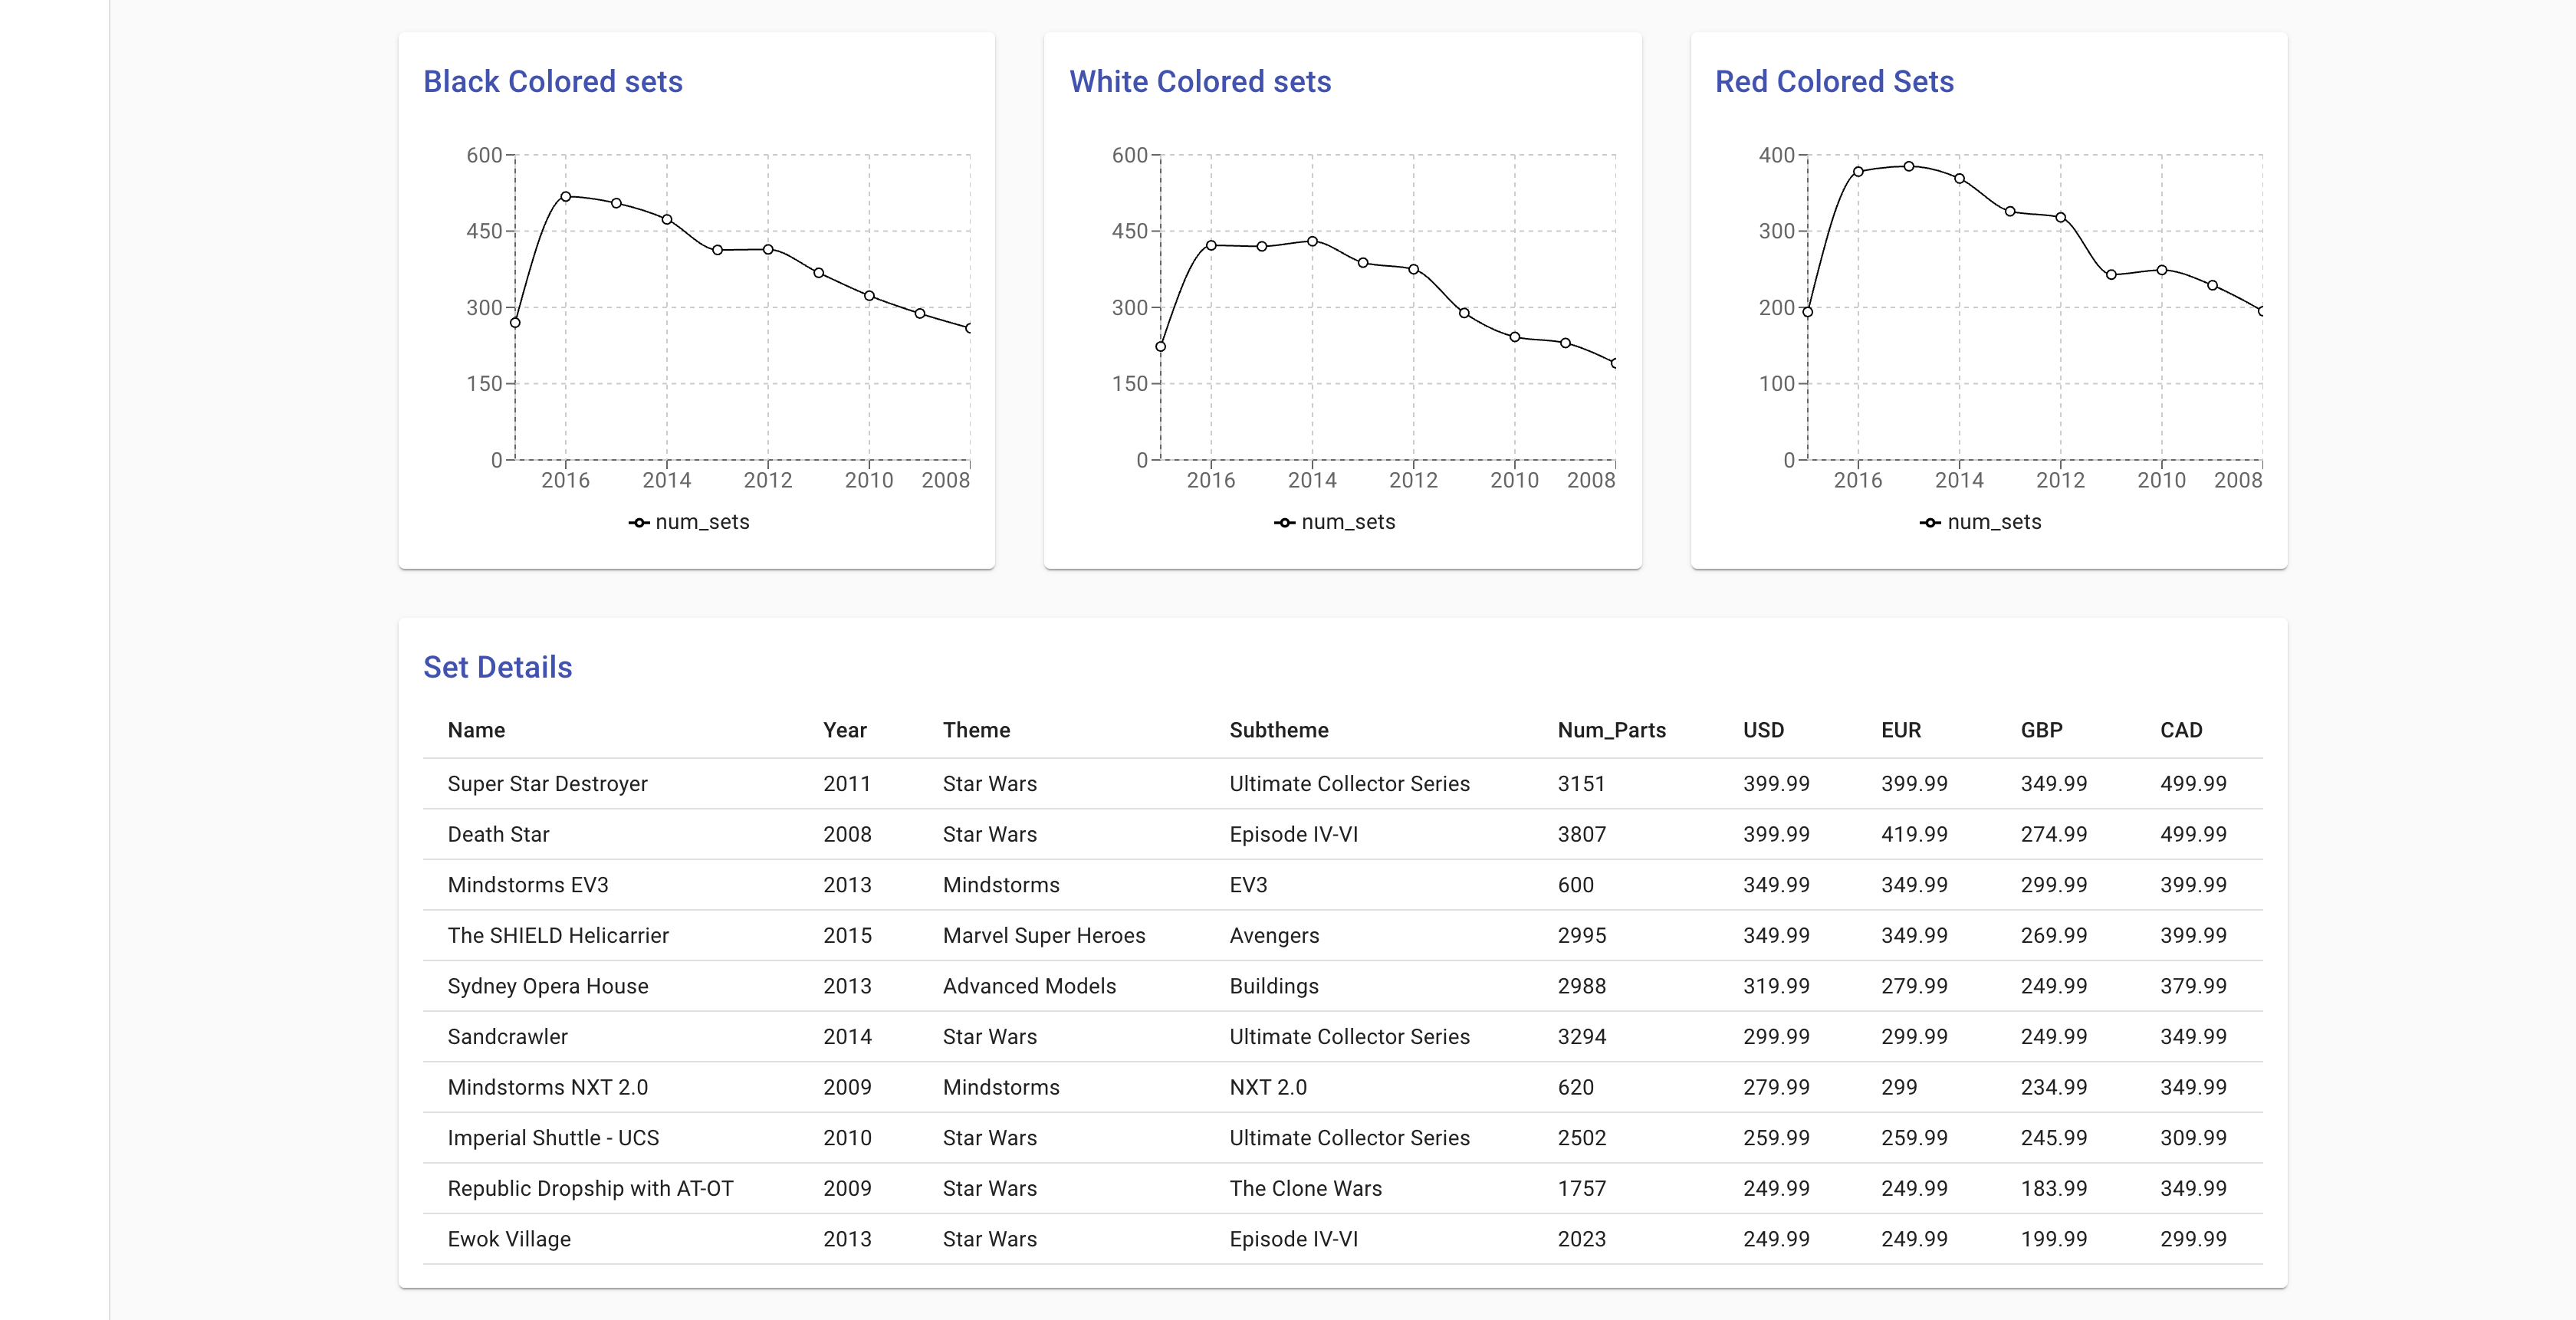 Black Colored sets
600
450
300
150
0
2016 2014 2012 2010 2008
num_sets
White Colored sets
600
450
300
150
0
2016 2014 2012 2010 2008
num_sets
Red Colored Sets
400
300
200
100
0
2016 2014 2012 2010 2008
num_sets
Set Details
Name Year Theme Subtheme Num_Parts USD EUR GBP CAD
Super Star Destroyer 2011 Star Wars Ultimate Collector Series 3151 399.99 399.99 349.99 499.99
Death Star 2008 Star Wars Episode IV-VI 3807 399.99 419.99 274.99 499.99
Mindstorms EV3 2013 Mindstorms EV3 600 349.99 349.99 299.99 399.99
The SHIELD Helicarrier 2015 Marvel Super Heroes Avengers 2995 349.99 349.99 269.99 399.99
Sydney Opera House 2013 Advanced Models Buildings 2988 319.99 279.99 249.99 379.99
Sandcrawler 2014 Star Wars Ultimate Collector Series 3294 299.99 299.99 249.99 349.99
Mindstorms NXT 2.0 2009 Mindstorms NXT 2.0 620 279.99 299 234.99 349.99
Imperial Shuttle - UCS 2010 Star Wars Ultimate Collector Series 2502 259.99 259.99 245.99 309.99
Republic Dropship with AT-OT 2009 Star Wars The Clone Wars 1757 249.99 249.99 183.99 349.99
Ewok Village 2013 Star Wars Episode IV-VI 2023 249.99 249.99 199.99 299.99